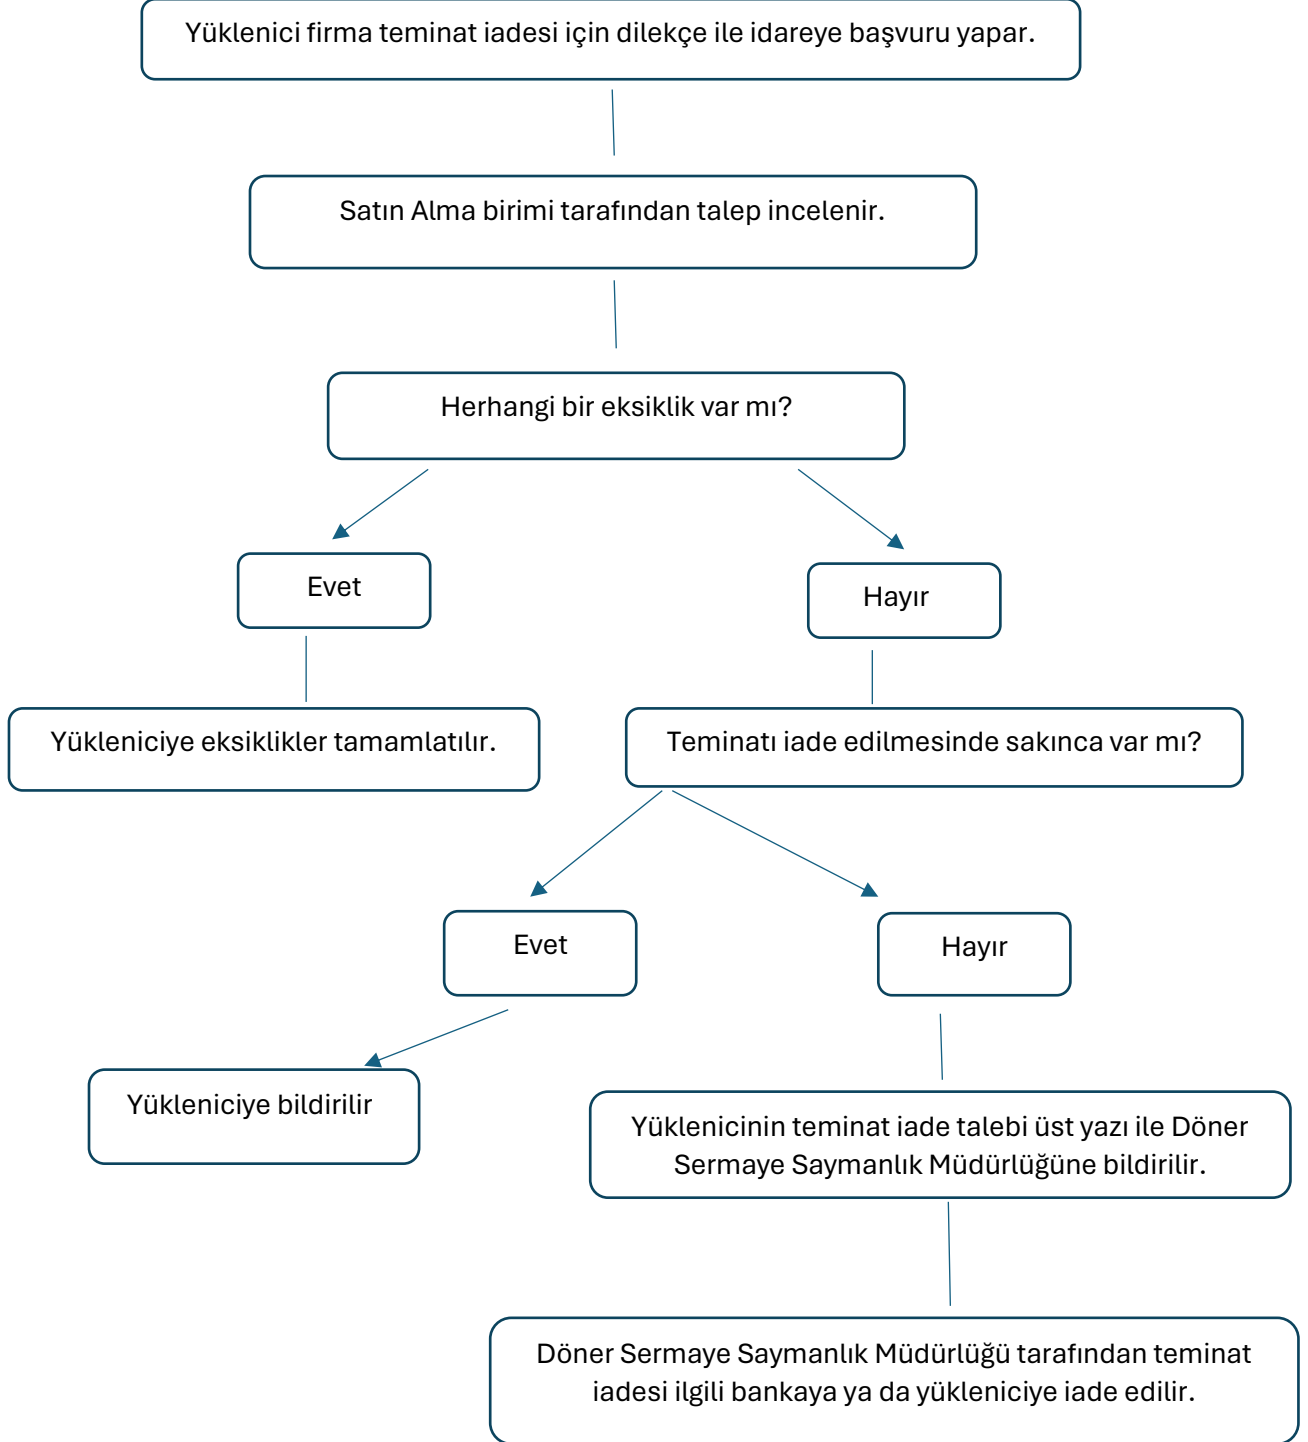 Yüklenici firma teminat iadesi için dilekçe ile idareye başvuru yapar.
Satın Alma birimi tarafından talep incelenir.
Herhangi bir eksiklik var mı?
Evet
Hayır
Yükleniciye eksiklikler tamamlatılır.
Teminatı iade edilmesinde sakınca var mı?
Evet
Hayır
Yükleniciye bildirilir
Yüklenicinin teminat iade talebi üst yazı ile Döner
Sermaye Saymanlık Müdürlüğüne bildirilir.
Döner Sermaye Saymanlık Müdürlüğü tarafından teminat
iadesi ilgili bankaya ya da yükleniciye iade edilir.